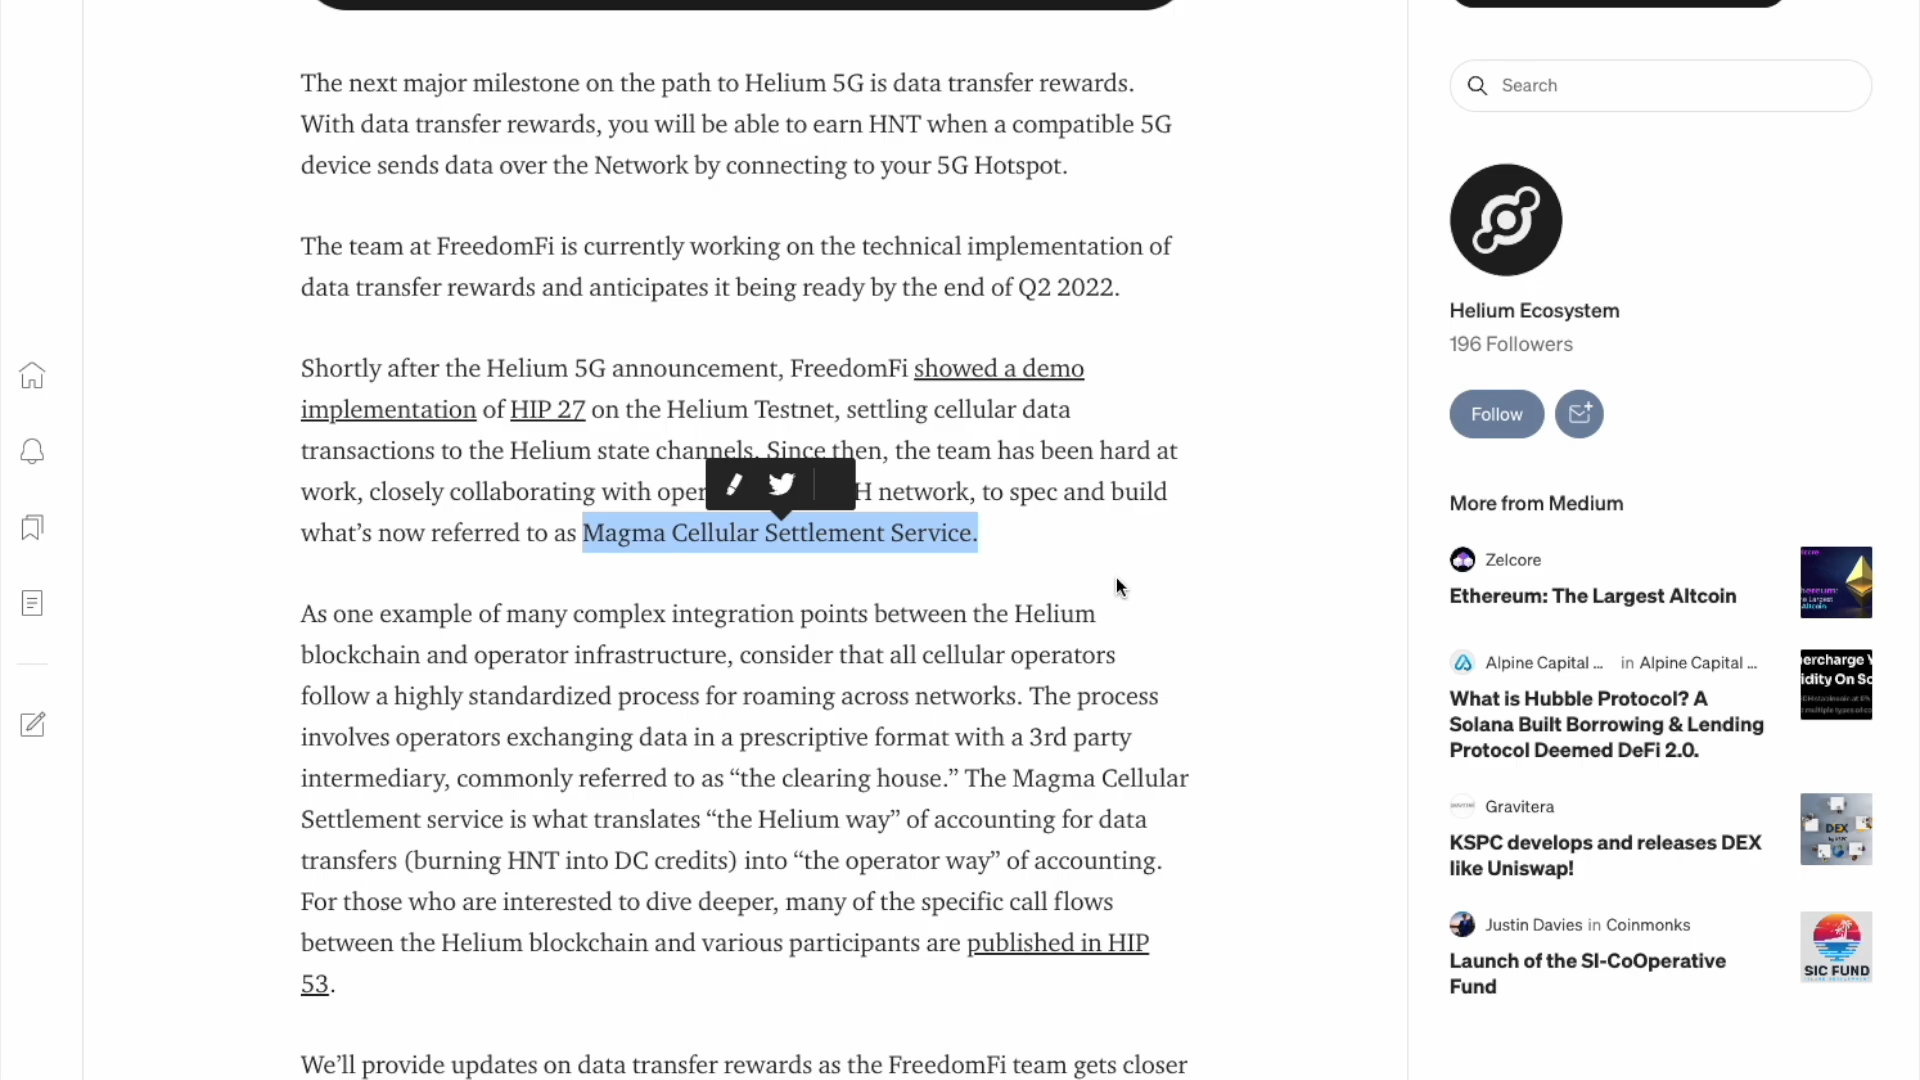 The next major milestone on the path to Helium 5G is data transfer rewards.
With data transfer rewards, you will be able to earn HNT when a compatible 5G
device sends data over the Network by connecting to your 5G Hotspot.
The team at FreedomFi is currently working on the technical implementation of
data transfer rewards and anticipates it being ready by the end of Q2 2022.
Shortly after the Helium 5G announcement, FreedomFi showed a demo
implementation of HIP 27 on the Helium Testnet, settling cellular data
transactions to the Helium state channels. Since then, the team has been hard at
work, closely collaborating with oper H network, to spec and build
what’s now referred to as Magma Cellular Settlement Service.
As one example of many complex integration points between the Helium
blockchain and operator infrastructure, consider that all cellular operators
follow a highly standardized process for roaming across networks. The process
involves operators exchanging data in a prescriptive format with a 3rd party
intermediary, commonly referred to as “the clearing house.” The Magma Cellular
Settlement service is what translates “the Helium way” of accounting for data
transfers (burning HNT into DC credits) into “the operator way” of accounting.
For those who are interested to dive deeper, many of the specific call flows
between the Helium blockchain and various participants are published in HIP
53.
We’ll provide updates on data transfer rewards as the FreedomFi team gets closer
Search
Helium Ecosystem
196 Followers
Follow
More from Medium
Zelcore
Ethereum: The Largest Altcoin
Alpine Capital ... in Alpine Capital ...
What is Hubble Protocol? A
Solana Built Borrowing & Lending
Protocol Deemed DeFi 2.0.
Gravitera
KSPC develops and releases DEX
like Uniswap!
DEX
Justin Davies in Coinmonks
Launch of the SI-CoOperative
Fund
SIC FUND